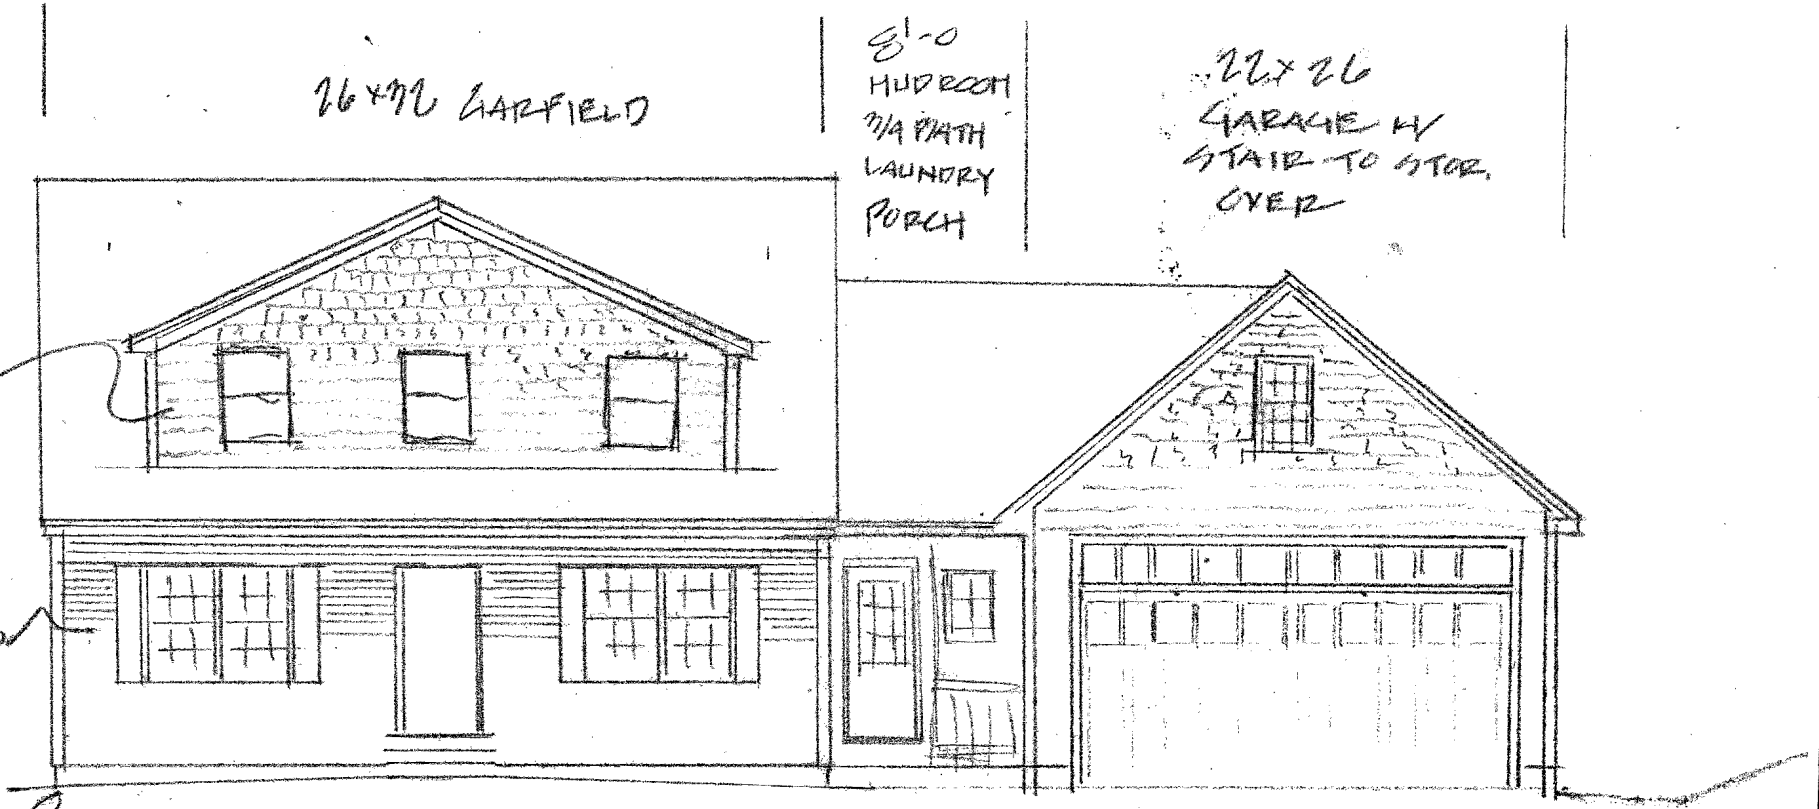 26x32 GARFIELD
8'-0
MUDROOM
3/4 BATH
LAUNDRY
PORCH
22x26
GARAGE W/
STAIR TO STOR.
OVER